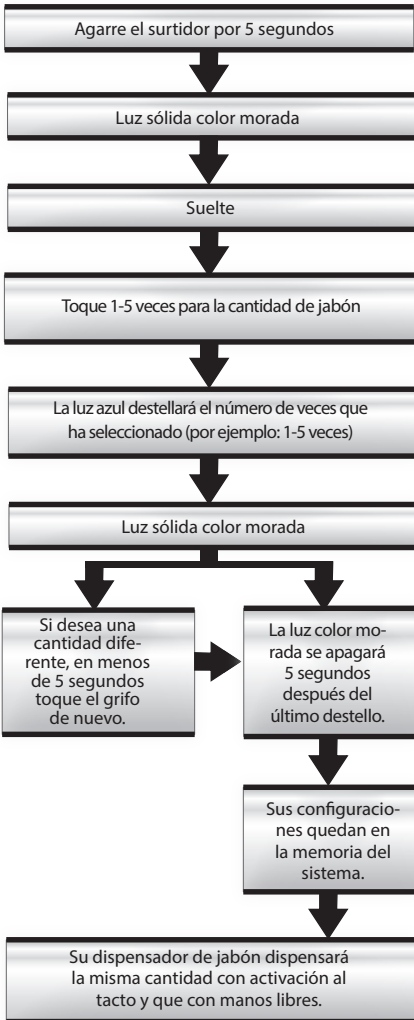 Agarre el surtidor por 5 segundos
Luz sólida color morada
Suelte
Toque 1-5 veces para la cantidad de jabón
La luz azul destellará el número de veces que
ha seleccionado (por ejemplo: 1-5 veces)
Luz sólida color morada
Si desea una
cantidad dife-
rente, en menos
de 5 segundos
toque el grifo
de nuevo.
La luz color mo-
rada se apagará
5 segundos
después del
último destello.
Sus configuracio-
nes quedan en
la memoria del
sistema.
Su dispensador de jabón dispensará
la misma cantidad con activación al
tacto y que con manos libres.